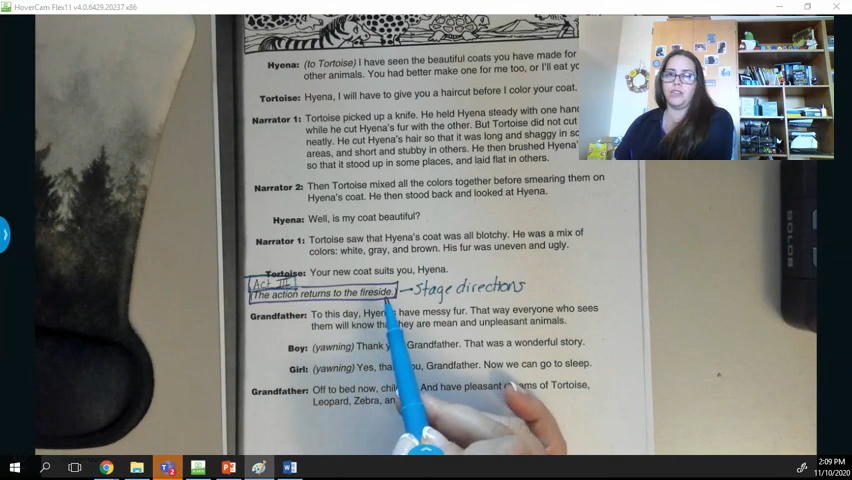 HoverCam Flex11 v4.0.6429.20237 x86
Hyena: (to Tortoise) I have seen the beautiful coats you have made for
other animals. You had better make one for me too, or I'll eat
Tortoise: Hyena, I will have to give you a haircut before I color your coat.
Narrator 1: Tortoise picked up a knife. He held Hyena steady with one hand
while he cut Hyena's fur with the other. But Tortoise did not cut
neatly. He cut Hyena's hair so that it was long and shaggy in
areas, and short and stubby in others. He then brushed Hyena's
so that it stood up in some places, and laid flat in others.
Narrator 2: Then Tortoise mixed all the colors together before smearing them on
Hyena's coat. He then stood back and looked at Hyena.
Hyena: Well, is my coat beautiful?
Narrator 1: Tortoise saw that Hyena's coat was all blotchy. He was a mix of
colors: white, gray, and brown. His fur was uneven and ugly.
Tortoise: Your new coat suits you, Hyena.
Act III
The action returns to the fireside. - Stage directions
Grandfather: To this day, have messy fur. That way everyone who sees
them will know they are mean and unpleasant animals.
Boy: (yawning) Thank Grandfather. That was a wonderful story.
Girl: (yawning) Yes, Grandfather. Now we can go to sleep.
Grandfather: Off to bed now, And have pleasant of Tortoise,
Leopard, Zebra,
SOLDS
2:09 PM
11/10/2020